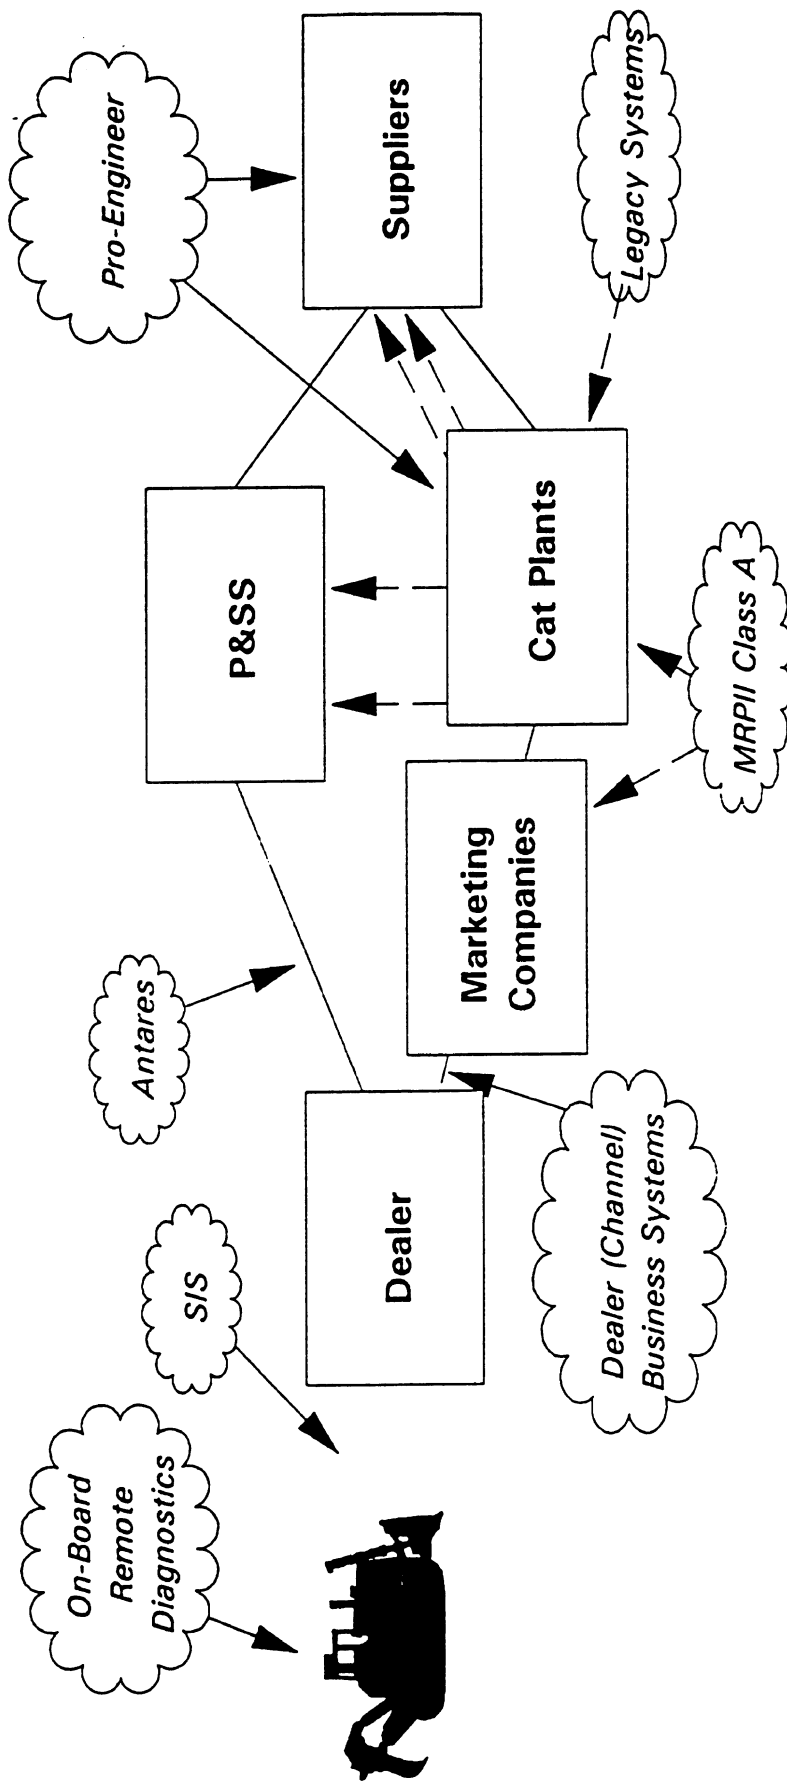 On-Board
Remote
Diagnostics
SIS
Antares
Pro-Engineer
P&SS
Dealer
Suppliers
Marketing
Companies
Cat Plants
Dealer (Channel)
Business Systems
MRPII Class A
Legacy Systems